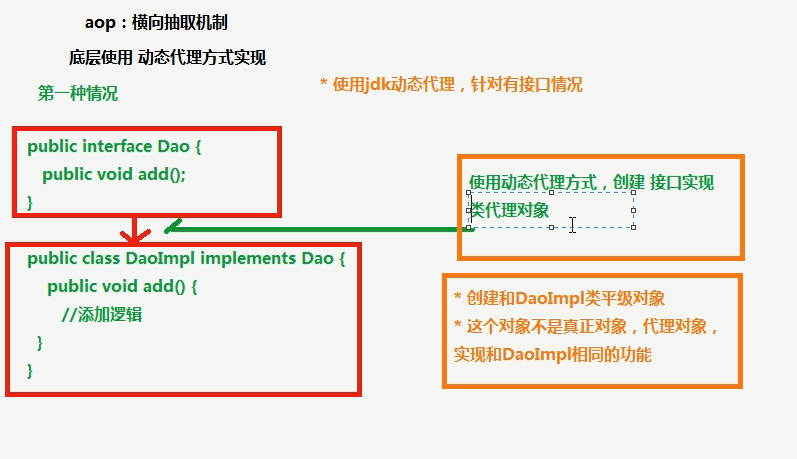 aop：横向抽取机制
底层使用 动态代理方式实现
第一种情况
* 使用jdk动态代理，针对有接口情况
public interface Dao {
public void add();
}
使用动态代理方式，创建 接口实现
类代理对象
public class DaoImpl implements Dao {
public void add() {
//添加逻辑
}
}
* 创建和DaoImpl类平级对象
* 这个对象不是真正对象，代理对象，
实现和DaoImpl相同的功能